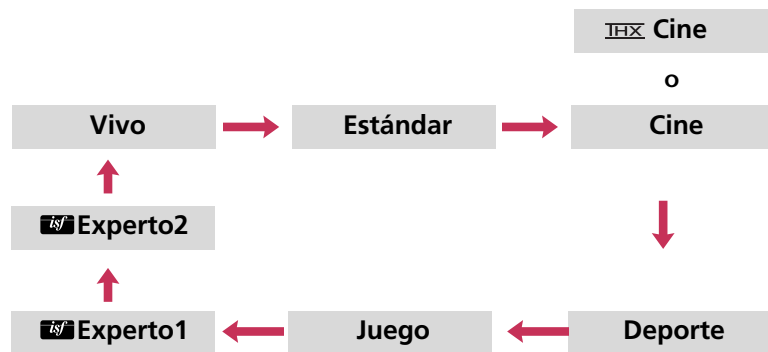 THX Cine
o
Vivo
Estándar
Cine
isf Experto2
isf Experto1
Juego
Deporte